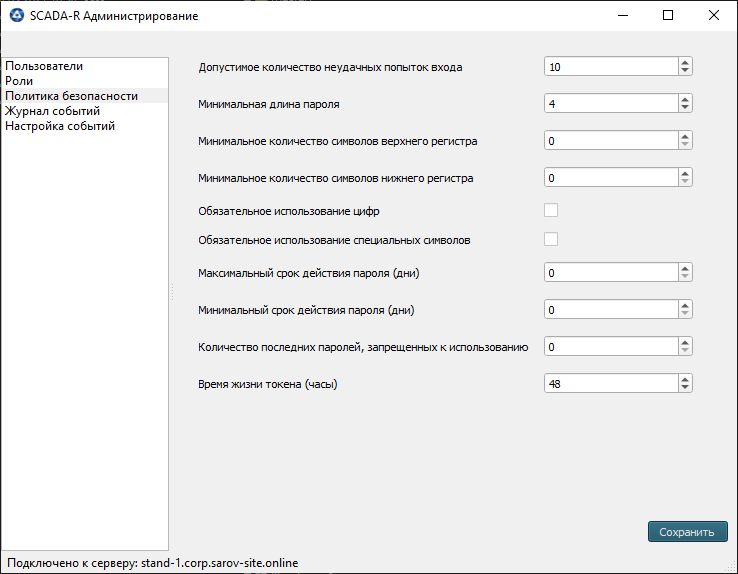 SCADA-R Администрирование
Пользователи
Роли
Политика безопасности
Журнал событий
Настройка событий
Допустимое количество неудачных попыток входа 10
Минимальная длина пароля 4
Минимальное количество символов верхнего регистра 0
Минимальное количество символов нижнего регистра 0
Обязательное использование цифр
Обязательное использование специальных символов
Максимальный срок действия пароля (дни) 0
Минимальный срок действия пароля (дни) 0
Количество последних паролей, запрещенных к использованию 0
Время жизни токена (часы) 48
Сохранить
Подключено к серверу: stand-1.corp.sarov-site.online